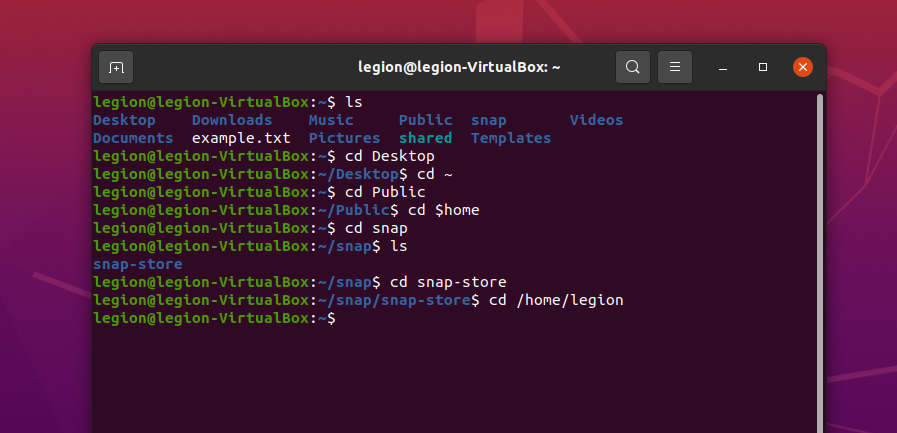 legion@legion-VirtualBox: ~
legion@legion-VirtualBox:~$ ls
Desktop    Downloads    Music     Public  snap       Videos
Documents  example.txt  Pictures  shared  Templates
legion@legion-VirtualBox:~$ cd Desktop
legion@legion-VirtualBox:~/Desktop$ cd ~
legion@legion-VirtualBox:~$ cd Public
legion@legion-VirtualBox:~/Public$ cd $home
legion@legion-VirtualBox:~$ cd snap
legion@legion-VirtualBox:~/snap$ ls
snap-store
legion@legion-VirtualBox:~/snap$ cd snap-store
legion@legion-VirtualBox:~/snap/snap-store$ cd /home/legion
legion@legion-VirtualBox:~$